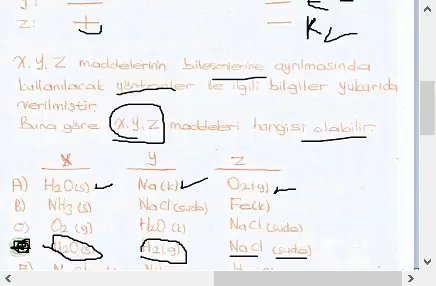 Z: + — K
X, Y, Z maddelerinin bileşenlerine ayrılmasında
kullanılacak yöntemler ile ilgili bilgiler yukarıda
verilmiştir.
Buna göre X, Y, Z maddeleri hangisi olabilir.
X Y Z
A) H2O(s) Na(k) O2(g)
B) NH3(s) NaCl(suda) Fe(k)
C) O2(g) H2O(k) NaCl(suda)
H2O(s) H2(g) NaCl(suda)